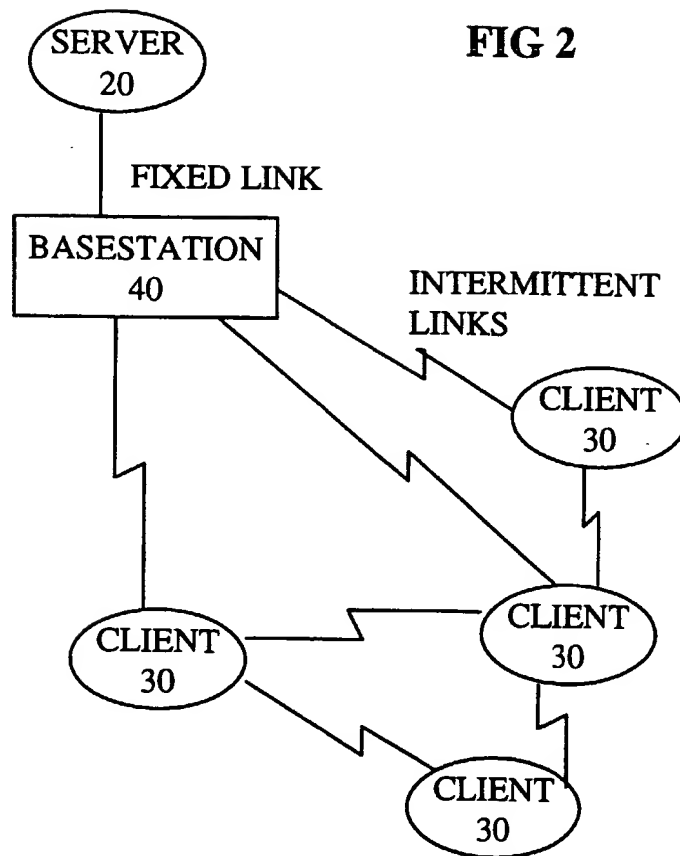 FIG 2
SERVER
20
FIXED LINK
BASESTATION
40
INTERMITTENT
LINKS
CLIENT
30
CLIENT
30
CLIENT
30
CLIENT
30